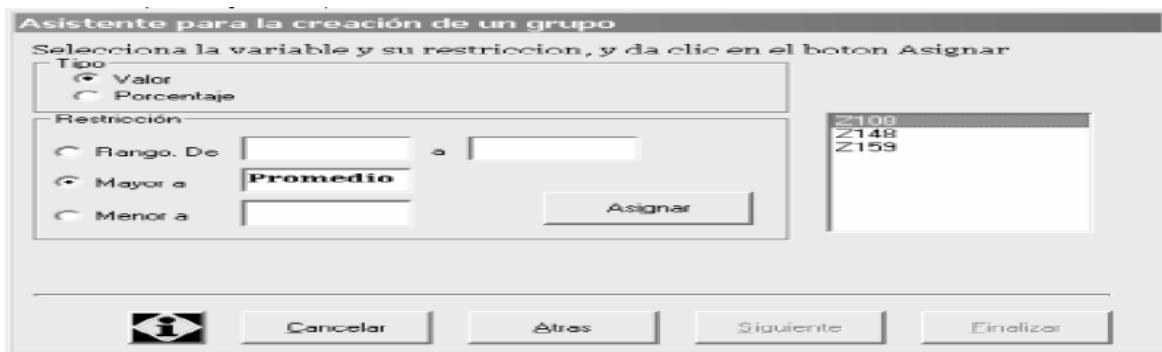 Asistente para la creación de un grupo
Selecciona la variable y su restriccion, y da clic en el boton Asignar
Tipo
Valor
Porcentaje
Restricción
Rango. De a
Mayor a Promedio
Menor a
Asignar
Z108
Z148
Z159
Cancelar Atras Siguiente Finalizar